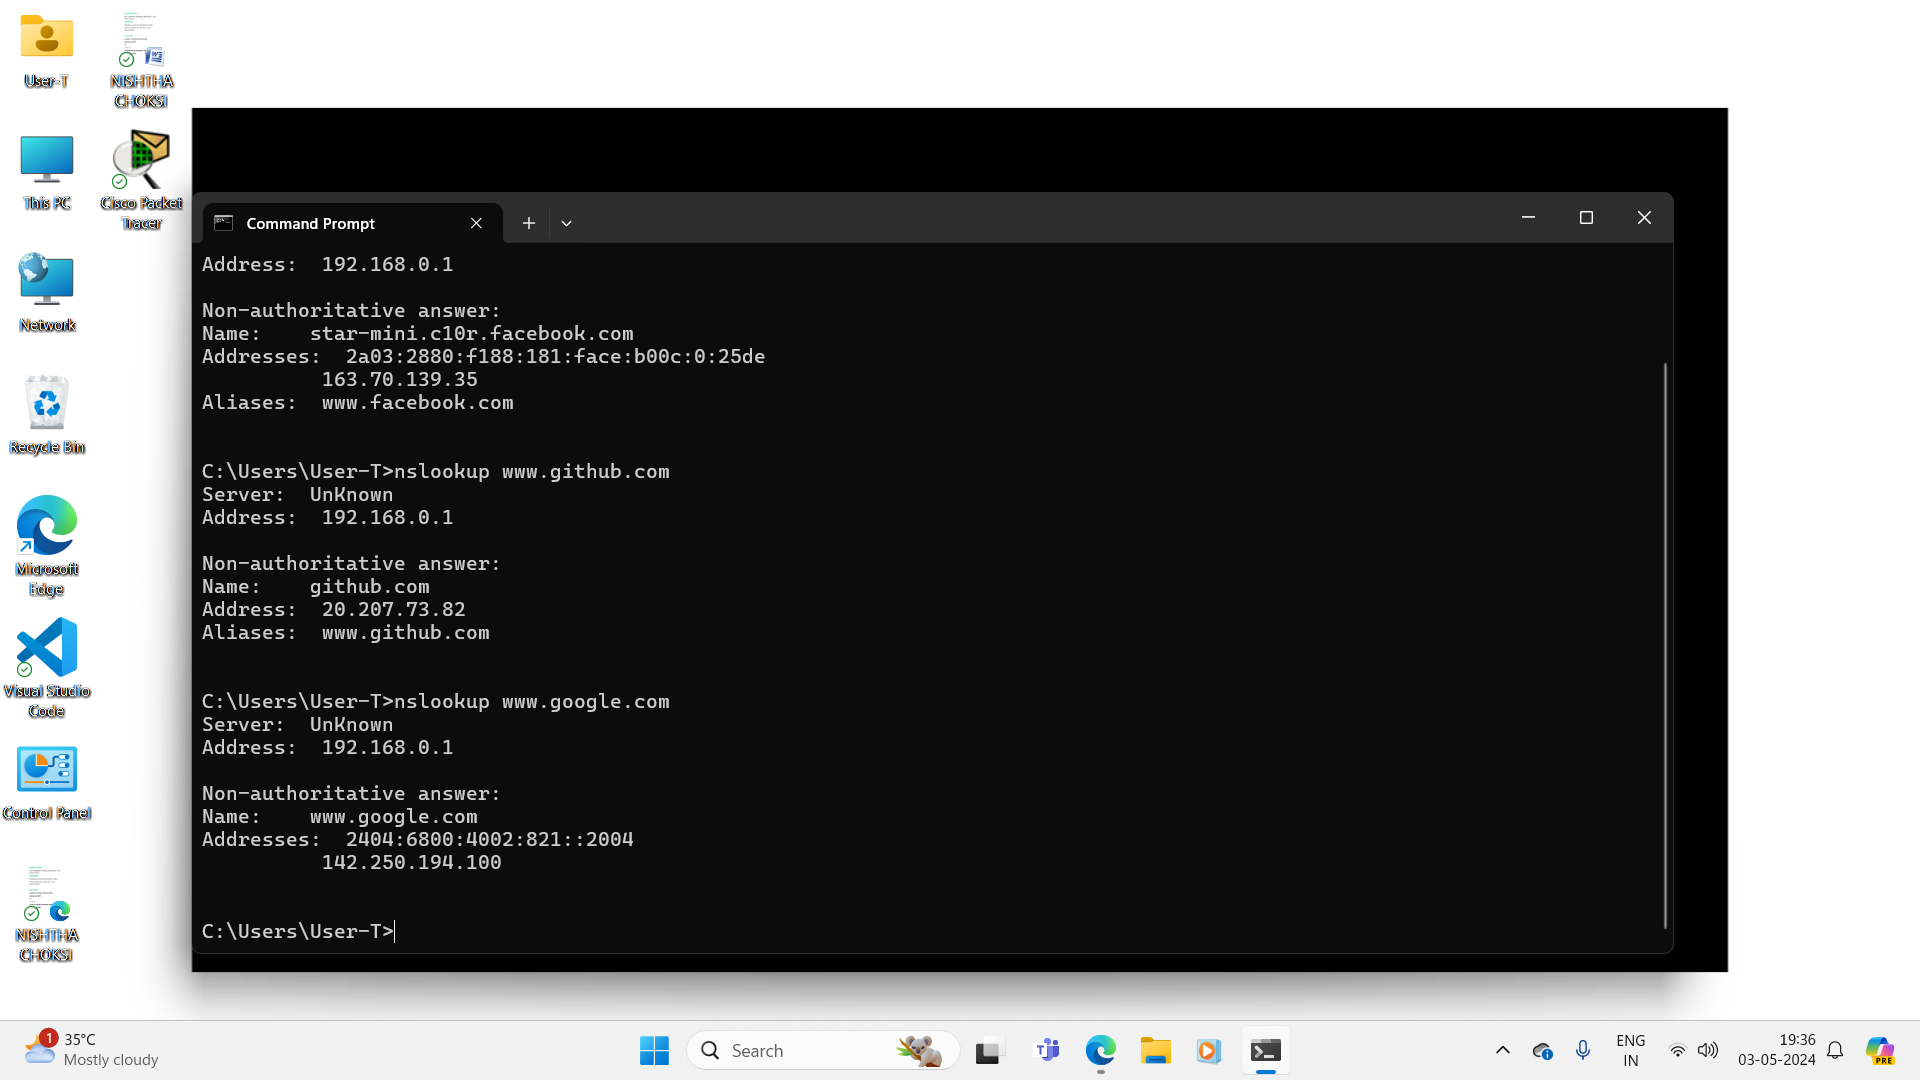 User-T
NISHTHA
CHOKSI
This PC
Cisco Packet
Tracer
Network
Recycle Bin
Microsoft
Edge
Visual Studio
Code
Control Panel
NISHTHA
CHOKSI
Command Prompt
Address:  192.168.0.1
Non-authoritative answer:
Name:    star-mini.c10r.facebook.com
Addresses:  2a03:2880:f188:181:face:b00c:0:25de
163.70.139.35
Aliases:  www.facebook.com
C:\Users\User-T>nslookup www.github.com
Server:  UnKnown
Address:  192.168.0.1
Non-authoritative answer:
Name:    github.com
Address:  20.207.73.82
Aliases:  www.github.com
C:\Users\User-T>nslookup www.google.com
Server:  UnKnown
Address:  192.168.0.1
Non-authoritative answer:
Name:    www.google.com
Addresses:  2404:6800:4002:821::2004
142.250.194.100
C:\Users\User-T>
1
35°C
Mostly cloudy
Search
ENG
IN
19:36
03-05-2024
PRE